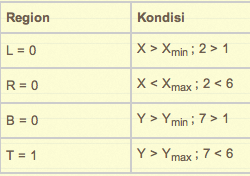 Region Kondisi
L = 0 X > Xmin ; 2 > 1
R = 0 X < Xmax ; 2 < 6
B = 0 Y > Ymin ; 7 > 1
T = 1 Y > Ymax ; 7 < 6